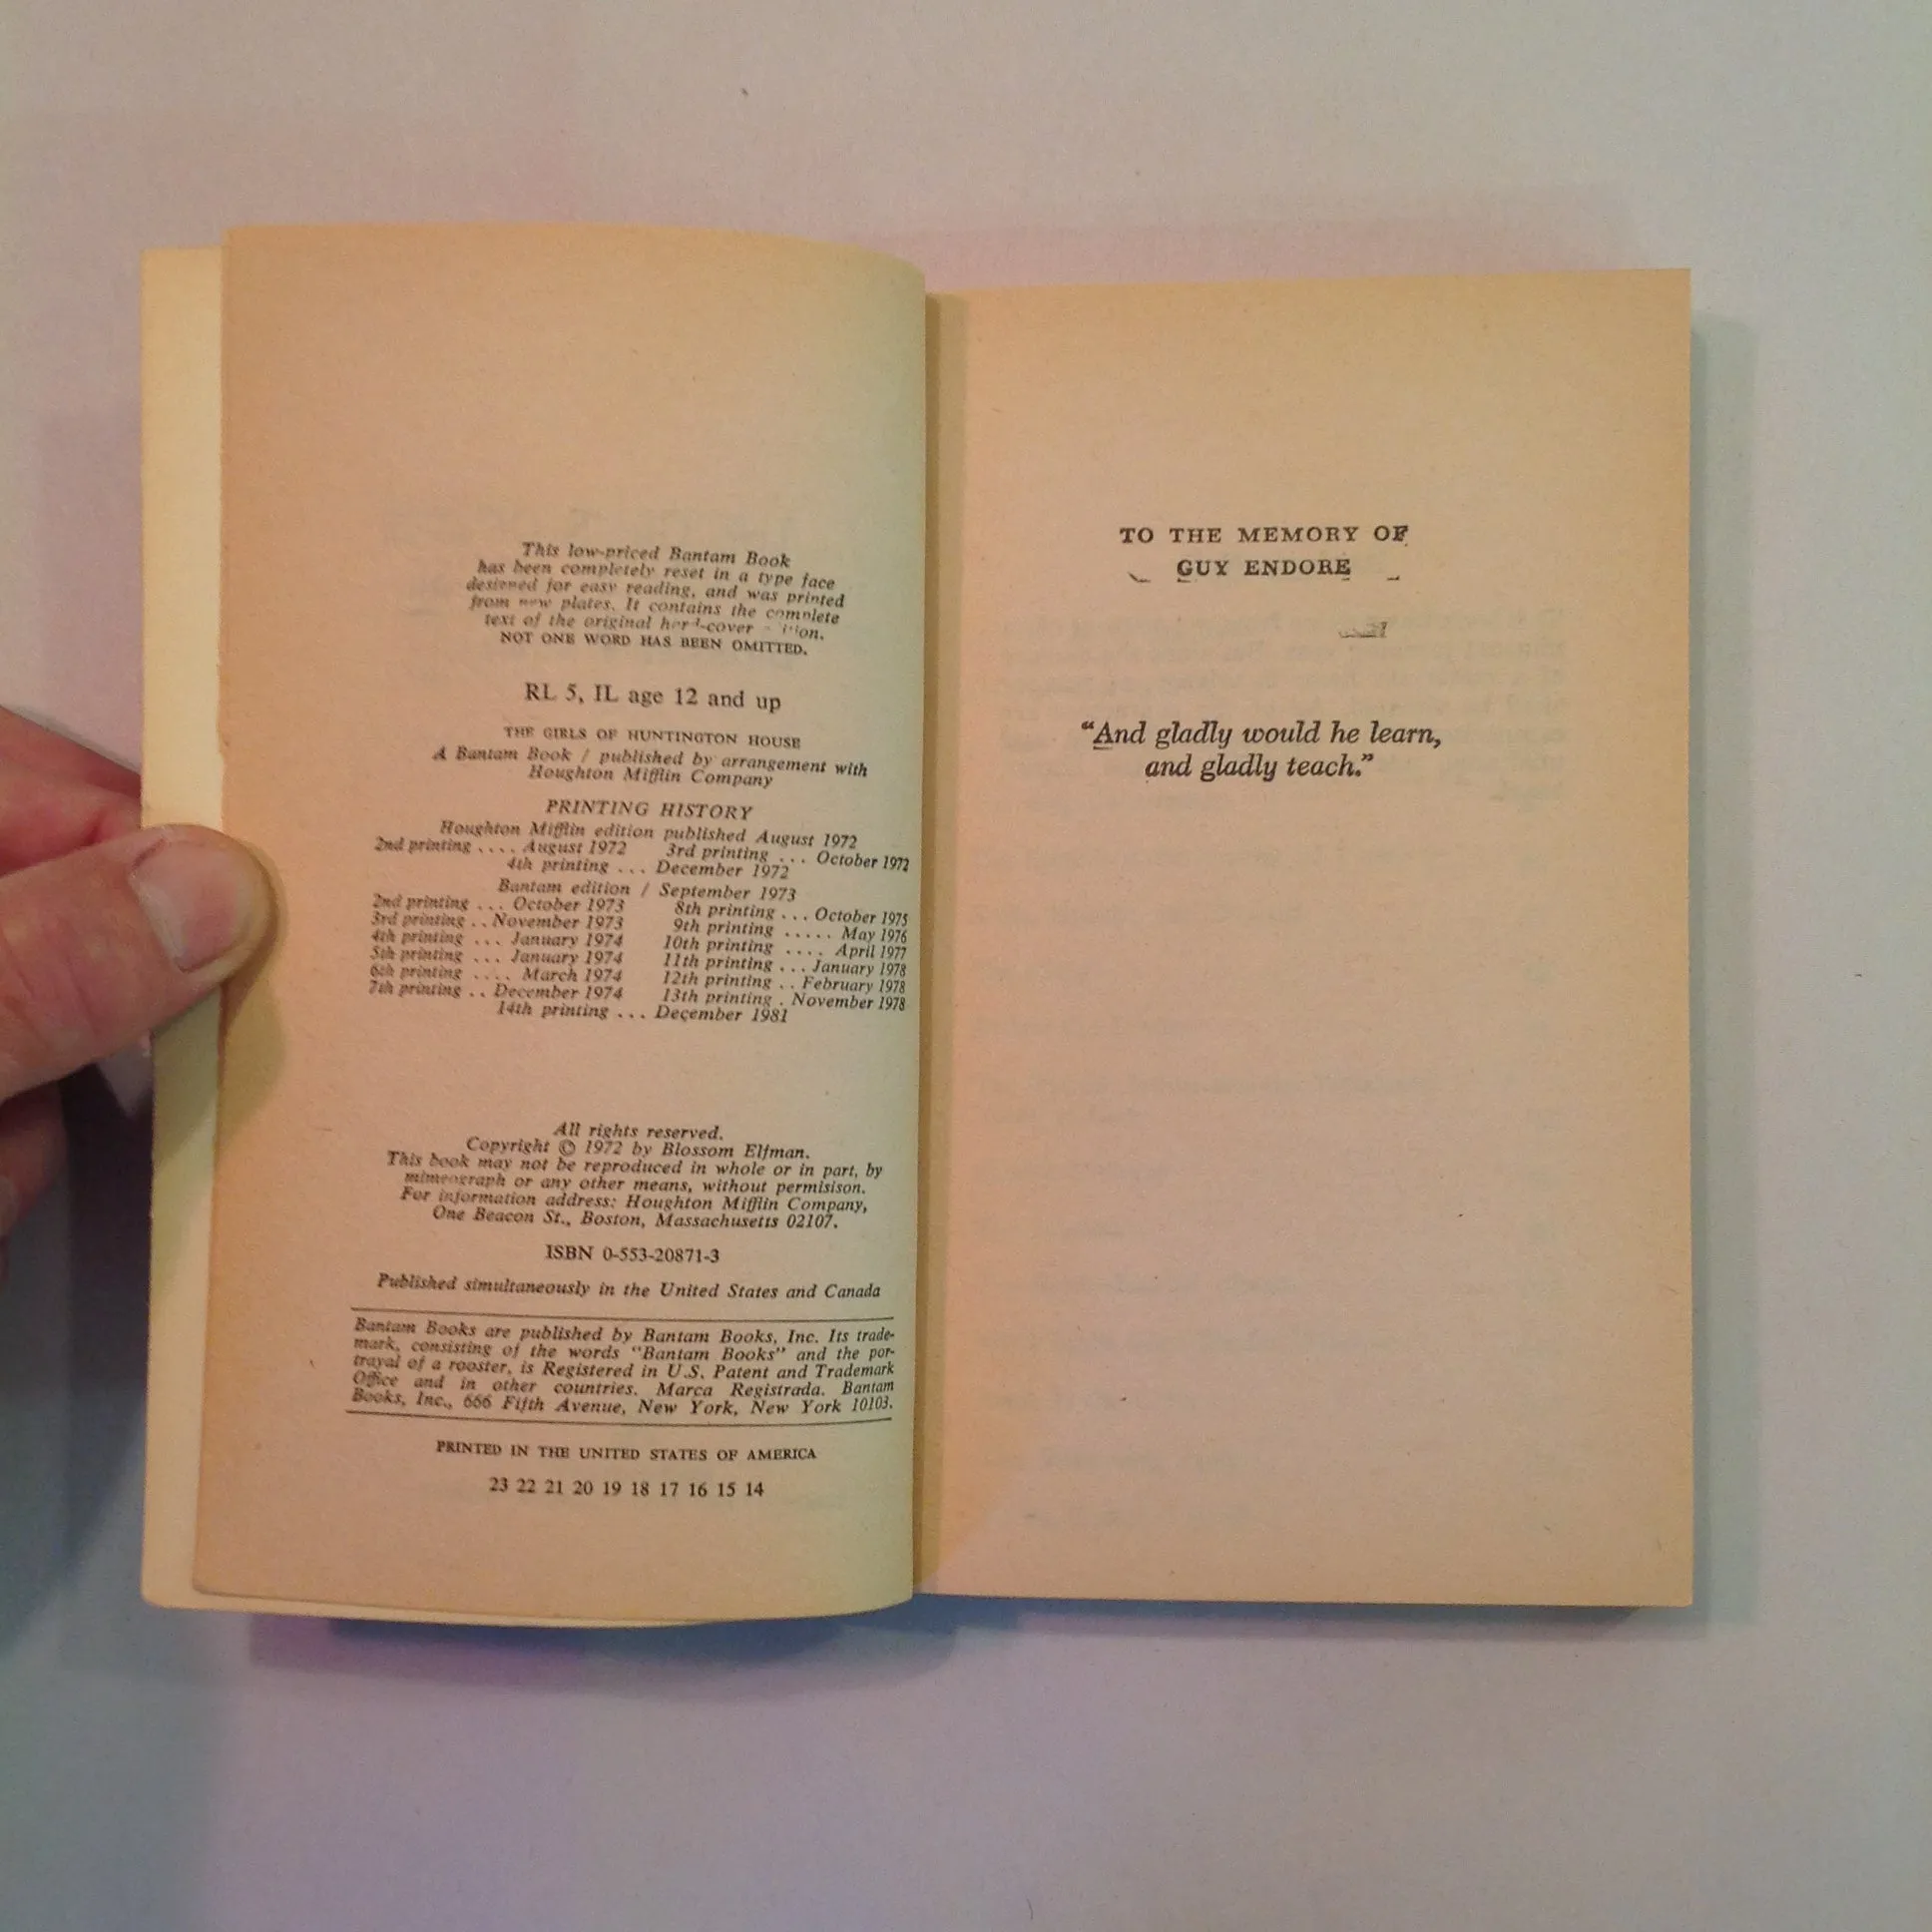 This low-priced Bantam Book
has been completely reset in a type face
designed for easy reading, and was printed
from new plates. It contains the complete
text of the original hard-cover edition.
NOT ONE WORD HAS BEEN OMITTED.
RL 5, IL age 12 and up
THE GIRLS OF HUNTINGTON HOUSE
A Bantam Book / published by arrangement with
Houghton Mifflin Company
PRINTING HISTORY
Houghton Mifflin edition published August 1972
2nd printing .... August 1972 3rd printing ... October 1972
4th printing ... December 1972
Bantam edition / September 1973
2nd printing ... October 1973 8th printing ... October 1975
3rd printing .. November 1973 9th printing ..... May 1976
4th printing ... January 1974 10th printing .... April 1977
5th printing ... January 1974 11th printing ... January 1978
6th printing .... March 1974 12th printing .. February 1978
7th printing .. December 1974 13th printing . November 1978
14th printing ... December 1981
All rights reserved.
Copyright © 1972 by Blossom Elfman.
This book may not be reproduced in whole or in part, by
mimeograph or any other means, without permisison.
For information address: Houghton Mifflin Company,
One Beacon St., Boston, Massachusetts 02107.
ISBN 0-553-20871-3
Published simultaneously in the United States and Canada
Bantam Books are published by Bantam Books, Inc. Its trade-
mark, consisting of the words "Bantam Books" and the por-
trayal of a rooster, is Registered in U.S. Patent and Trademark
Office and in other countries. Marca Registrada. Bantam
Books, Inc., 666 Fifth Avenue, New York, New York 10103.
PRINTED IN THE UNITED STATES OF AMERICA
23 22 21 20 19 18 17 16 15 14
TO THE MEMORY OF
GUY ENDORE
"And gladly would he learn,
and gladly teach."